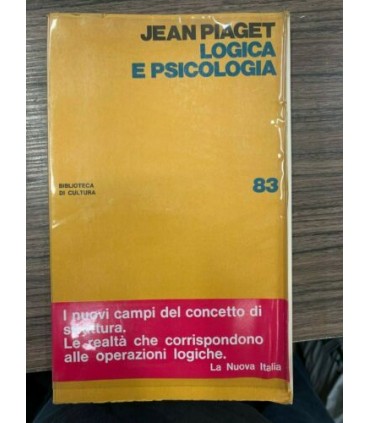 JEAN PIAGET
LOGICA
E PSICOLOGIA
BIBLIOTECA
DI CULTURA
83
I nuovi campi del concetto di
struttura.
Le realtà che corrispondono
alle operazioni logiche.
La Nuova Italia